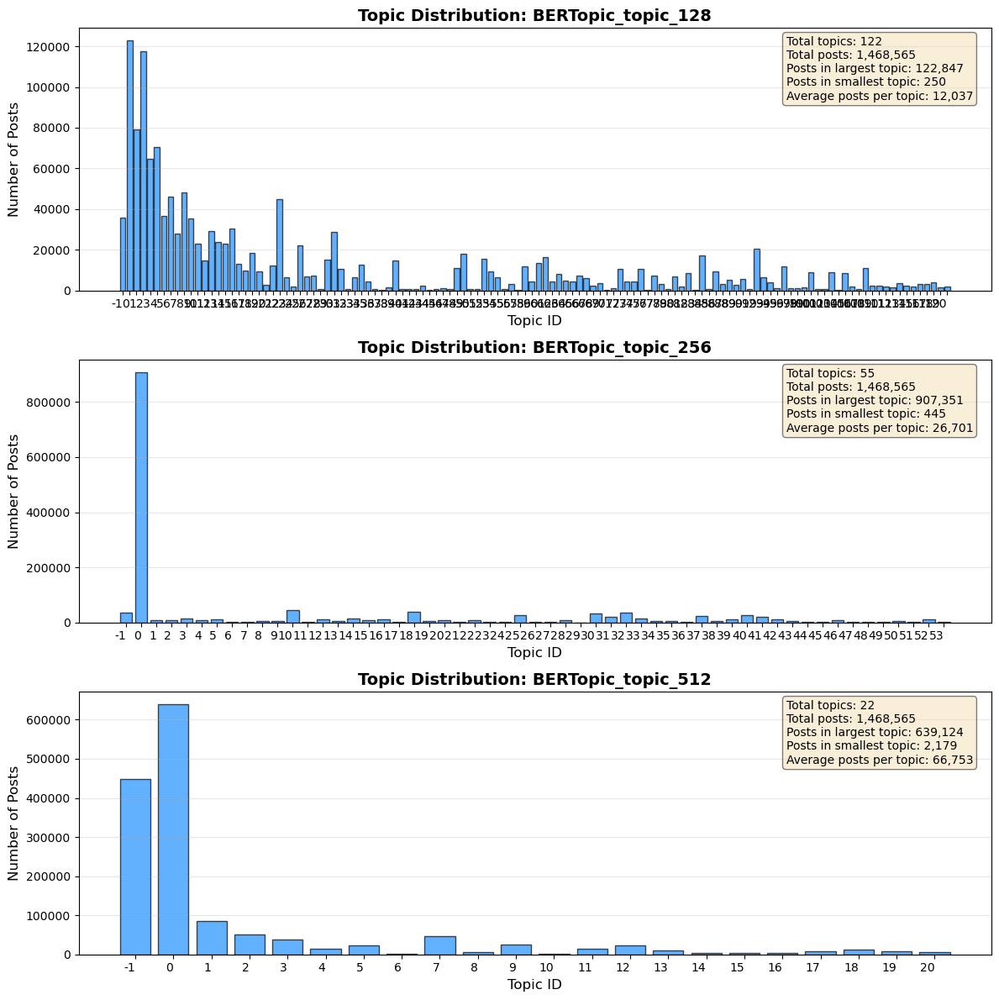 Topic Distribution: BERTopic_topic_128
Total topics: 122
Total posts: 1,468,565
Posts in largest topic: 122,847
Posts in smallest topic: 250
Average posts per topic: 12,037
Number of Posts
120000
100000
80000
60000
40000
20000
0
Topic ID
Topic Distribution: BERTopic_topic_256
Total topics: 55
Total posts: 1,468,565
Posts in largest topic: 907,351
Posts in smallest topic: 445
Average posts per topic: 26,701
Number of Posts
800000
600000
400000
200000
0
-1 0 1 2 3 4 5 6 7 8 9 10 11 12 13 14 15 16 17 18 19 20 21 22 23 24 25 26 27 28 29 30 31 32 33 34 35 36 37 38 39 40 41 42 43 44 45 46 47 48 49 50 51 52 53
Topic ID
Topic Distribution: BERTopic_topic_512
Total topics: 22
Total posts: 1,468,565
Posts in largest topic: 639,124
Posts in smallest topic: 2,179
Average posts per topic: 66,753
Number of Posts
600000
500000
400000
300000
200000
100000
0
-1 0 1 2 3 4 5 6 7 8 9 10 11 12 13 14 15 16 17 18 19 20
Topic ID